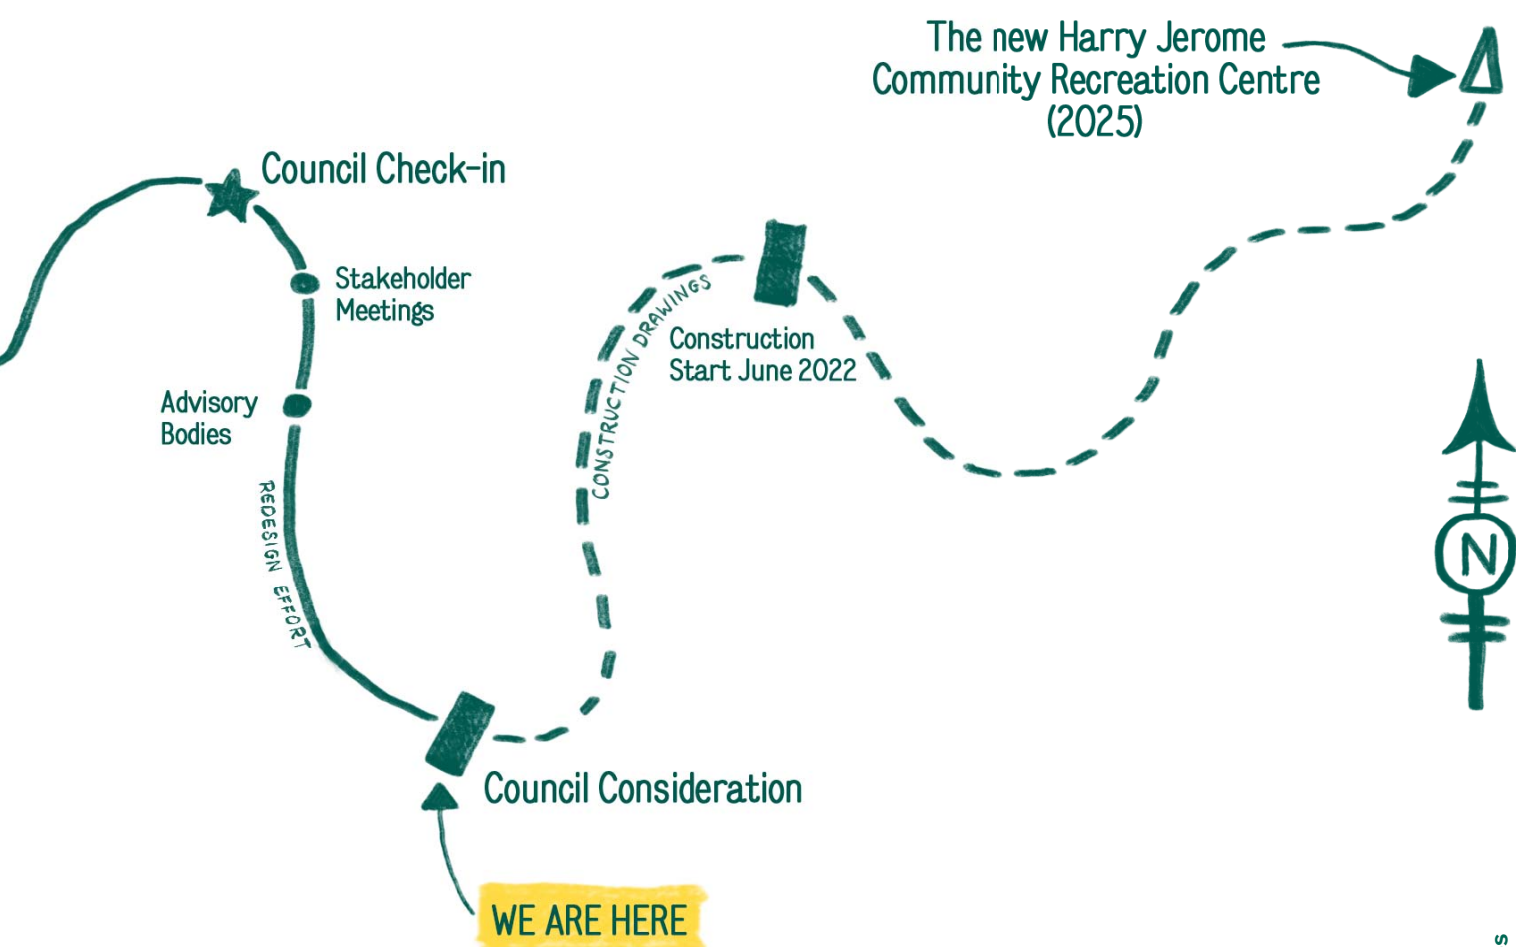 The new Harry Jerome
Community Recreation Centre
(2025)
Council Check-in
Stakeholder
Meetings
Advisory
Bodies
REDESIGN EFFORT
CONSTRUCTION DRAWINGS
Construction
Start June 2022
N
Council Consideration
WE ARE HERE
s